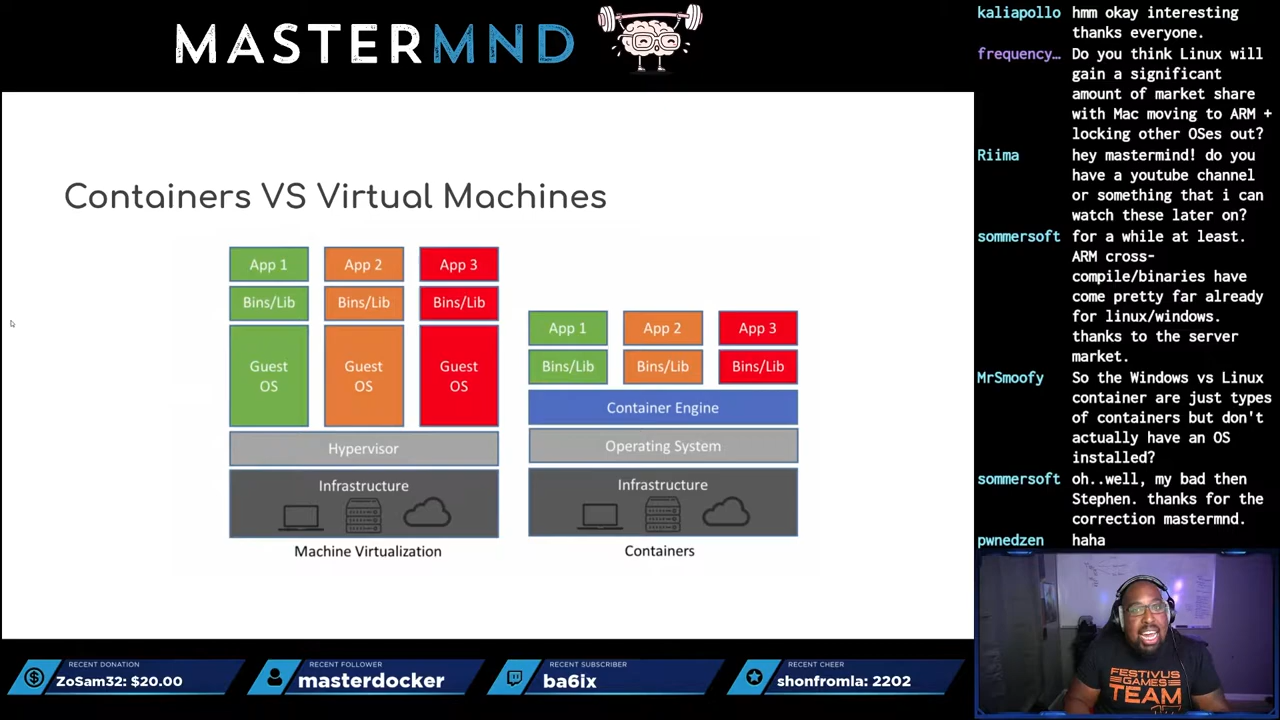 MASTERMND
Containers VS Virtual Machines
App 1
App 2
App 3
Bins/Lib
Bins/Lib
Bins/Lib
Guest
OS
Guest
OS
Guest
OS
Hypervisor
Infrastructure
Machine Virtualization
App 1
App 2
App 3
Bins/Lib
Bins/Lib
Bins/Lib
Container Engine
Operating System
Infrastructure
Containers
kaliapollo hmm okay interesting
thanks everyone.
frequency… Do you think Linux will
gain a significant
amount of market share
with Mac moving to ARM +
locking other OSes out?
Riima hey mastermind! do you
have a youtube channel
or something that i can
watch these later on?
sommersoft for a while at least.
ARM cross-
compile/binaries have
come pretty far already
for linux/windows.
thanks to the server
market.
MrSmoofy So the Windows vs Linux
container are just types
of containers but don't
actually have an OS
installed?
sommersoft oh..well, my bad then
Stephen. thanks for the
correction mastermnd.
pwnedzen haha
FESTIVUS
GAMES
TEAM
RECENT DONATION
ZoSam32: $20.00
RECENT FOLLOWER
masterdocker
RECENT SUBSCRIBER
ba6ix
RECENT CHEER
shonfromla: 2202